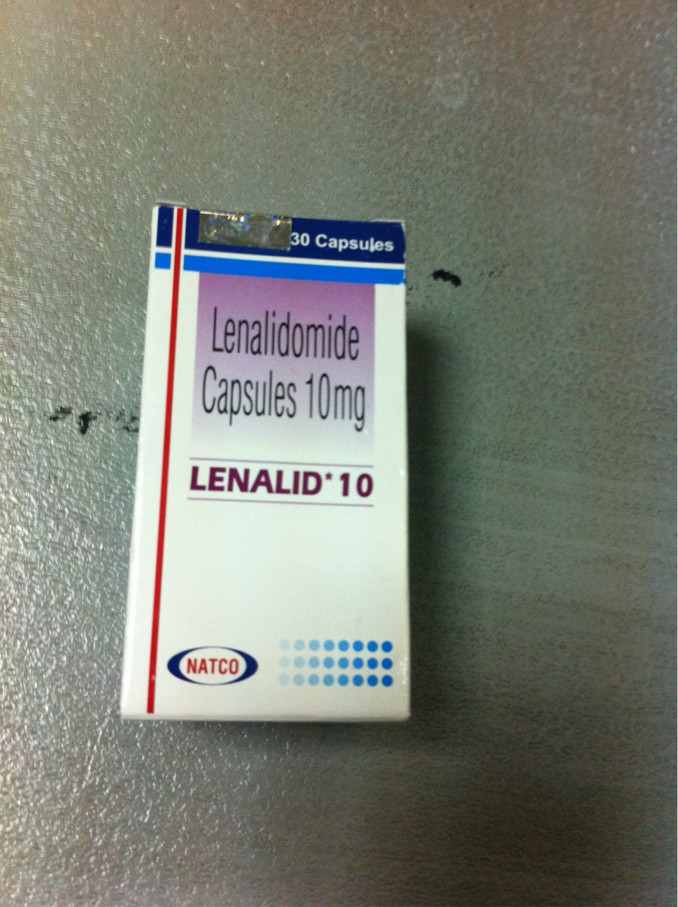 30 Capsules
Lenalidomide
Capsules 10mg
LENALID* 10
NATCO